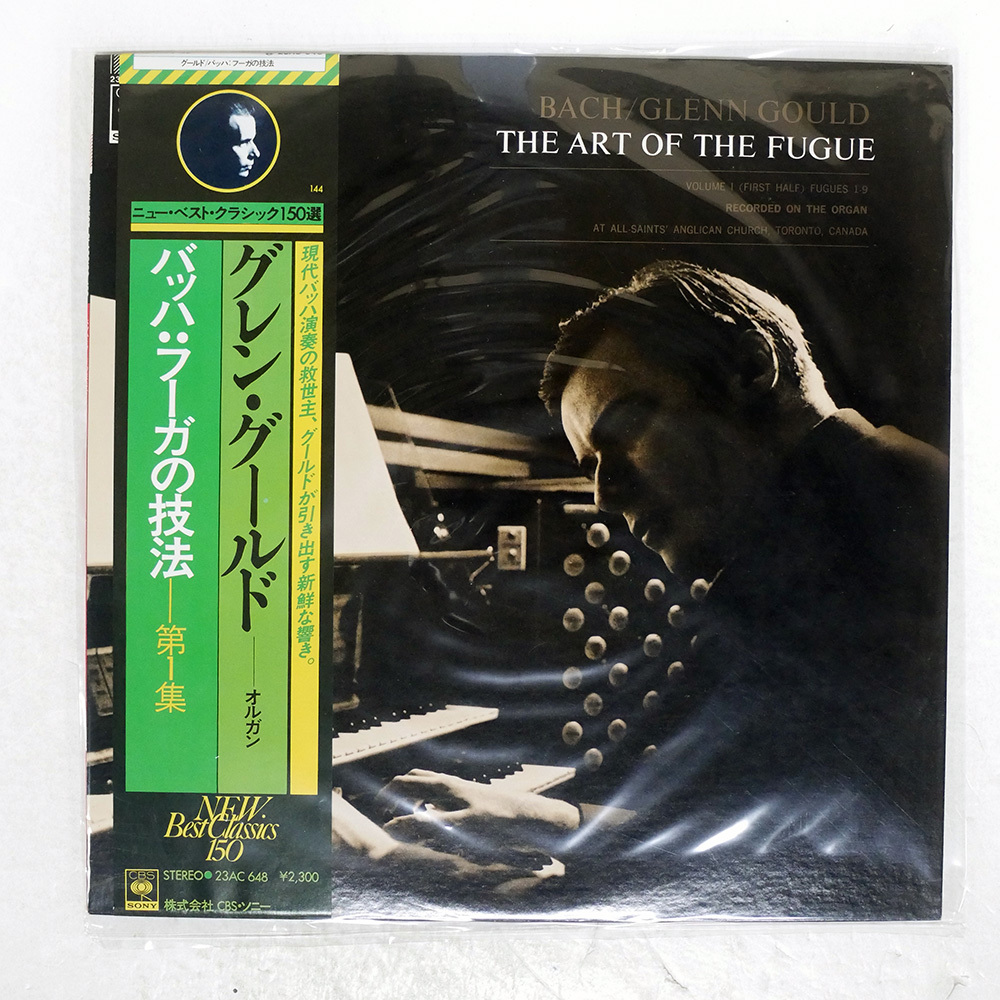 グールド/バッハ:フーガの技法
144
ニュー・ベスト・クラシック150選
現代バッハ演奏の救世主、グールドが引き出す新鮮な響き。
グレン・グールド——オルガン
バッハ:フーガの技法——第1集
NEW.
Best Classics
150
CBS
SONY
STEREO● 23AC 648 ¥2,300
株式会社 CBS・ソニー
BACH/GLENN GOULD
THE ART OF THE FUGUE
VOLUME 1 (FIRST HALF) FUGUES 1-9
RECORDED ON THE ORGAN
AT ALL SAINTS' ANGLICAN CHURCH, TORONTO, CANADA